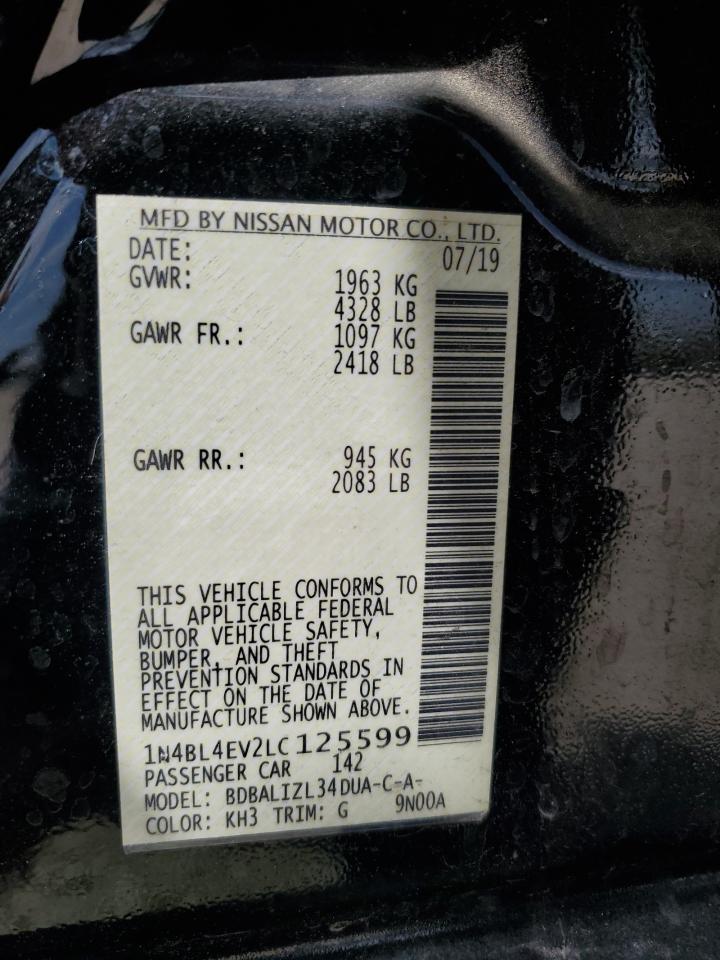 MFD BY NISSAN MOTOR CO., LTD.
DATE: 07/19
GVWR: 1963 KG
4328 LB
GAWR FR.: 1097 KG
2418 LB
GAWR RR.: 945 KG
2083 LB
THIS VEHICLE CONFORMS TO
ALL APPLICABLE FEDERAL
MOTOR VEHICLE SAFETY,
BUMPER, AND THEFT
PREVENTION STANDARDS IN
EFFECT ON THE DATE OF
MANUFACTURE SHOWN ABOVE.
1N4BL4EV2LC125599
PASSENGER CAR 142
MODEL: BDBALIZL34DUA-C-A-
COLOR: KH3 TRIM: G 9N00A